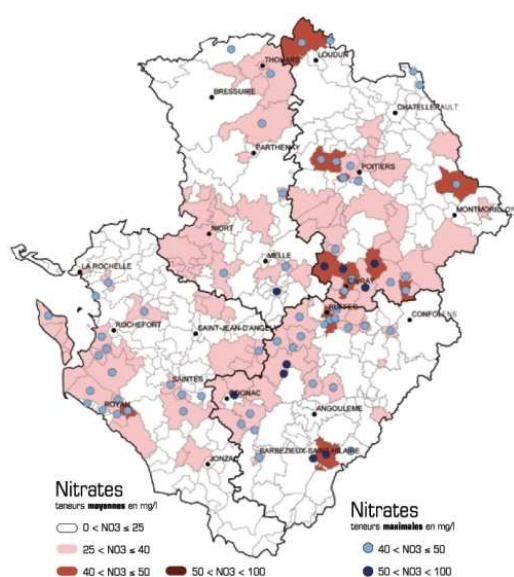 LOUDUN
THOUARS
BRESSUIRE
CHATELLERAULT
PARTHENAY
POITIERS
MONTMORILLON
NIORT
MELLE
LA ROCHELLE
CIVRAY
RUFFEC
CONFOLENS
ROCHEFORT
SAINT-JEAN-D'ANGELY
SAINTES
COGNAC
ROYAN
ANGOULEME
BARBEZIEUX-SAINT-HILAIRE
JONZAC
Nitrates
teneurs moyennes en mg/l
0 < NO3 ≤ 25
25 < NO3 ≤ 40
40 < NO3 ≤ 50
50 < NO3 < 100
Nitrates
teneurs maximales en mg/l
40 < NO3 ≤ 50
50 < NO3 < 100